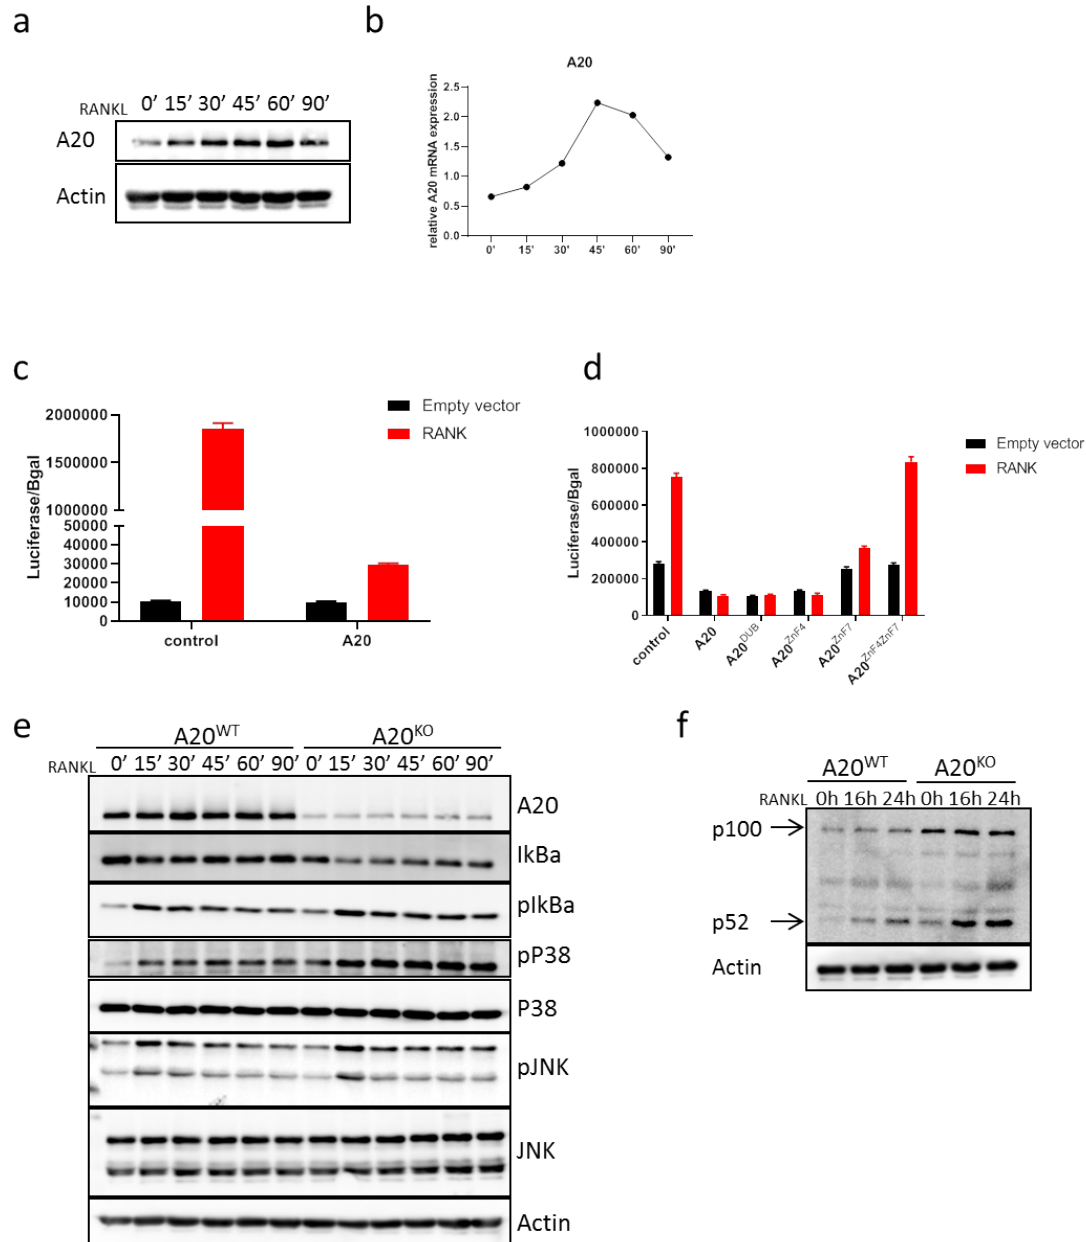 a
RANKL 0' 15' 30' 45' 60' 90'
A20
Actin
b
A20
relative A20 mRNA expression
2.5
2.0
1.5
1.0
0.5
0.0
0' 15' 30' 45' 60' 90'
c
Luciferase/Bgal
2000000
1500000
1000000
50000
40000
30000
20000
10000
0
control A20
Empty vector
RANK
d
Luciferase/Bgal
1000000
800000
600000
400000
200000
0
control A20 A20DUB A20ZnF4 A20ZnF7 A20ZnF4ZnF7
Empty vector
RANK
e
A20WT A20KO
RANKL 0' 15' 30' 45' 60' 90' 0' 15' 30' 45' 60' 90'
A20
IkBa
pIkBa
pP38
P38
pJNK
JNK
Actin
f
A20WT A20KO
RANKL 0h 16h 24h 0h 16h 24h
p100
p52
Actin